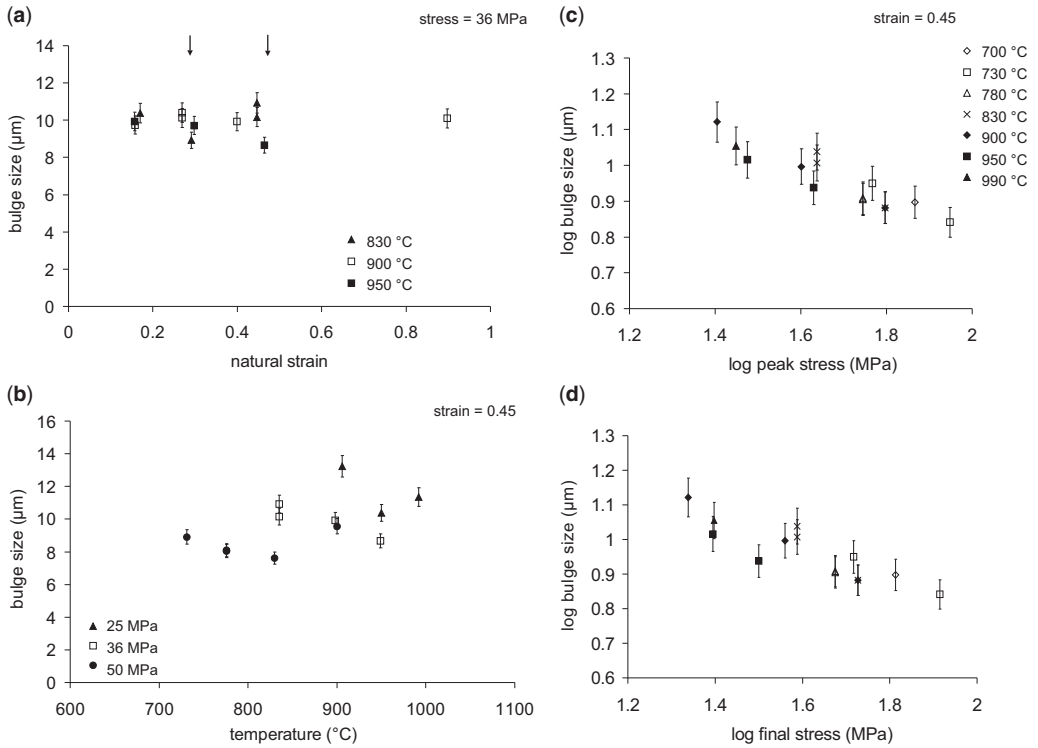 (a)
stress = 36 MPa
14
12
10
8
6
4
2
0
bulge size (µm)
830 °C
900 °C
950 °C
0 0.2 0.4 0.6 0.8 1
natural strain
(b)
strain = 0.45
16
14
12
10
8
6
4
2
0
bulge size (µm)
25 MPa
36 MPa
50 MPa
600 700 800 900 1000 1100
temperature (°C)
(c)
strain = 0.45
1.3
1.2
1.1
1
0.9
0.8
0.7
0.6
log bulge size (µm)
700 °C
730 °C
780 °C
830 °C
900 °C
950 °C
990 °C
1.2 1.4 1.6 1.8 2
log peak stress (MPa)
(d)
1.3
1.2
1.1
1
0.9
0.8
0.7
0.6
log bulge size (µm)
1.2 1.4 1.6 1.8 2
log final stress (MPa)